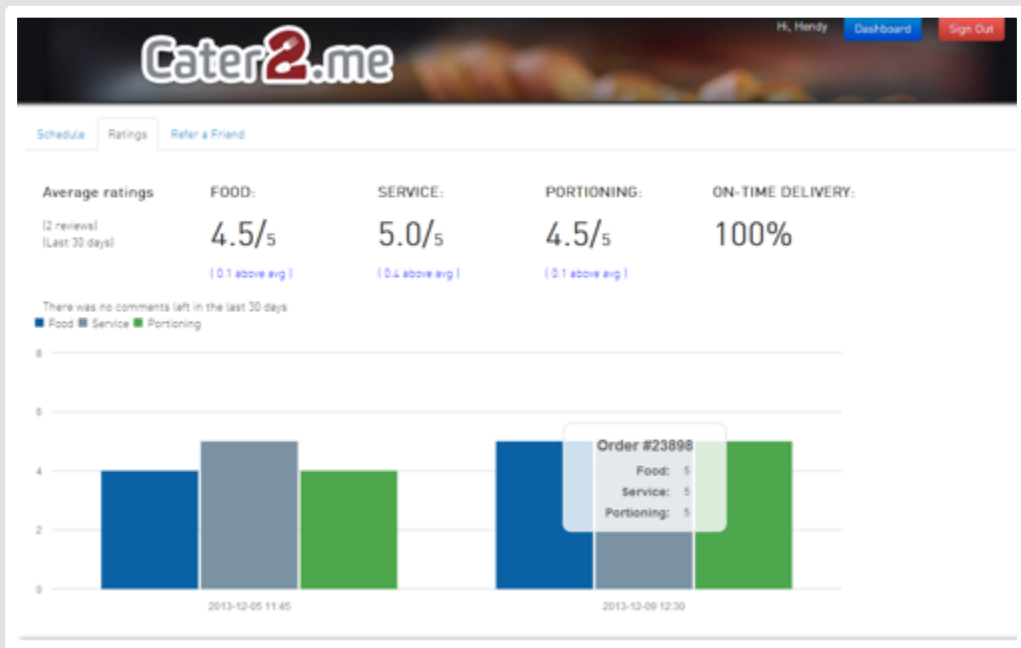 Cater2.me
Hi, Hendy Dashboard Sign Out
Schedule Ratings Refer a Friend
Average ratings FOOD: SERVICE: PORTIONING: ON-TIME DELIVERY:
(2 reviews)
(Last 30 days)
4.5/5 5.0/5 4.5/5 100%
( 0.1 above avg ) ( 0.4 above avg ) ( 0.1 above avg )
There was no comments left in the last 30 days
Food Service Portioning
8
6
4
2
0
Order #23898
Food: 5
Service: 5
Portioning: 5
2013-12-05 11:45 2013-12-09 12:30